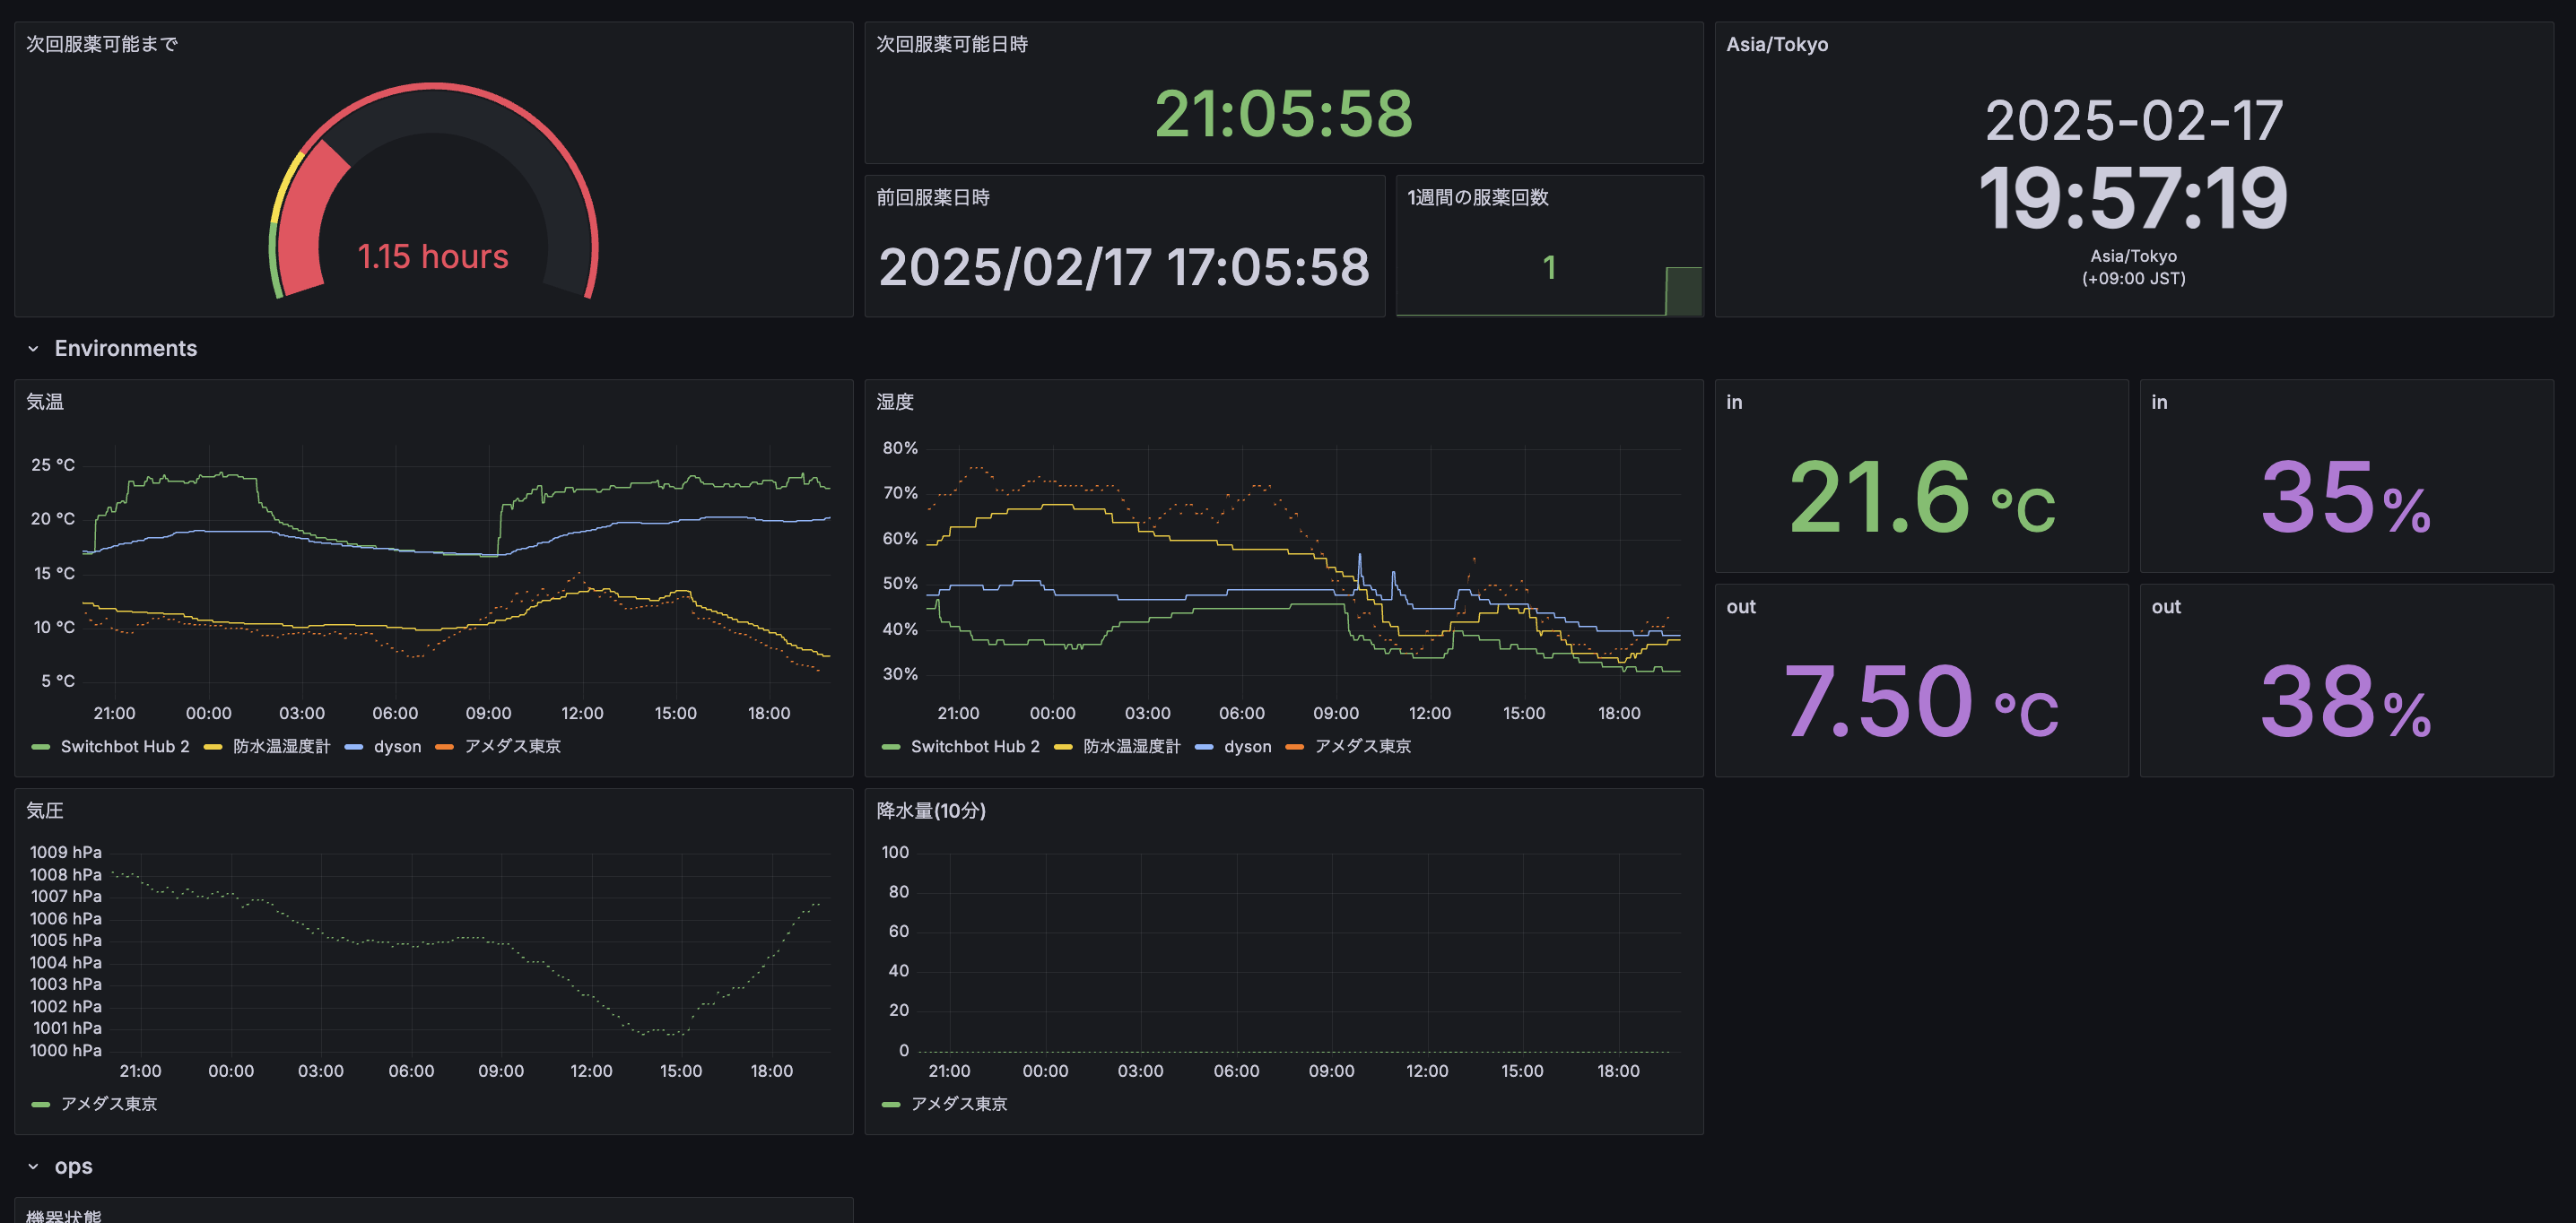 次回服薬可能まで
1.15 hours
次回服薬可能日時
21:05:58
前回服薬日時
2025/02/17 17:05:58
1週間の服薬回数
1
Asia/Tokyo
2025-02-17
19:57:19
Asia/Tokyo
(+09:00 JST)
Environments
気温
25 °C
20 °C
15 °C
10 °C
5 °C
21:00 00:00 03:00 06:00 09:00 12:00 15:00 18:00
Switchbot Hub 2 防水温湿度計 dyson アメダス東京
湿度
80%
70%
60%
50%
40%
30%
21:00 00:00 03:00 06:00 09:00 12:00 15:00 18:00
Switchbot Hub 2 防水温湿度計 dyson アメダス東京
in
21.6 °C
in
35%
out
7.50 °C
out
38%
気圧
1009 hPa
1008 hPa
1007 hPa
1006 hPa
1005 hPa
1004 hPa
1003 hPa
1002 hPa
1001 hPa
1000 hPa
21:00 00:00 03:00 06:00 09:00 12:00 15:00 18:00
アメダス東京
降水量(10分)
100
80
60
40
20
0
21:00 00:00 03:00 06:00 09:00 12:00 15:00 18:00
アメダス東京
ops
機器状態